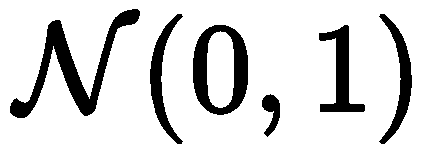 𝒩(0, 1)